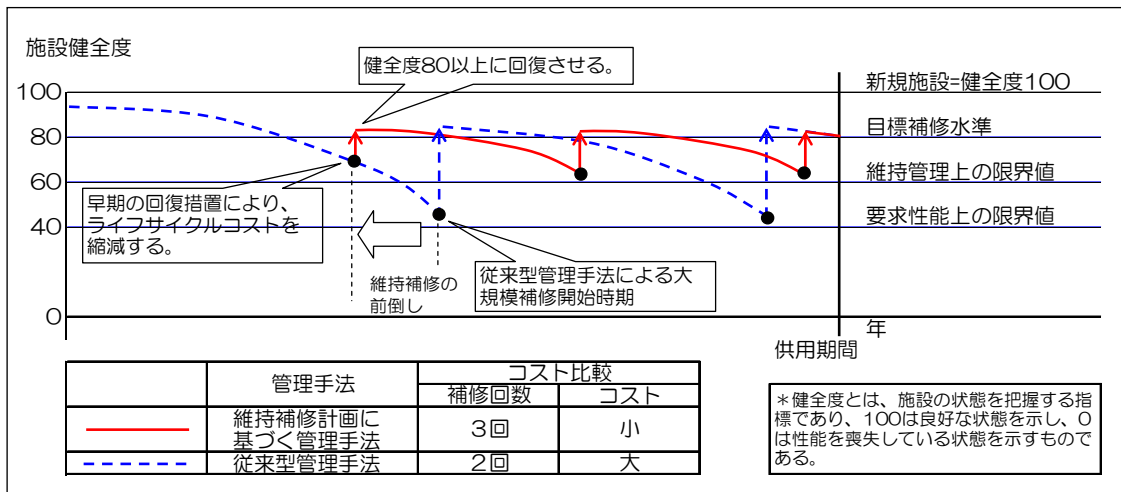 施設健全度
健全度80以上に回復させる。
100
80
60
40
0
新規施設=健全度100
目標補修水準
維持管理上の限界値
要求性能上の限界値
早期の回復措置により、
ライフサイクルコストを
縮減する。
維持補修の
前倒し
従来型管理手法による大
規模補修開始時期
年
供用期間
管理手法
コスト比較
補修回数
コスト
維持補修計画に
基づく管理手法
3回
小
従来型管理手法
2回
大
＊健全度とは、施設の状態を把握する指
標であり、100は良好な状態を示し、0
は性能を喪失している状態を示すもので
ある。